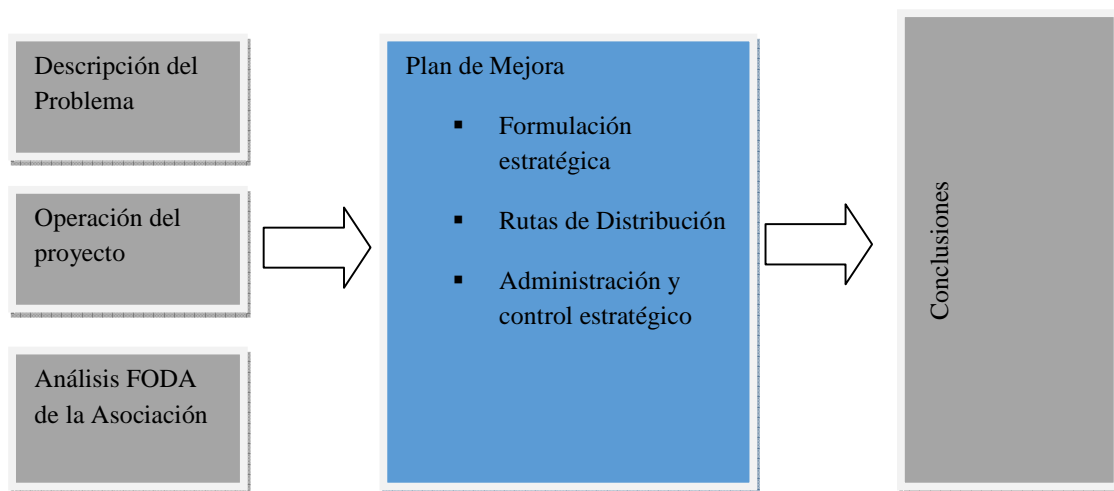 Descripción del
Problema
Operación del
proyecto
Análisis FODA
de la Asociación
Plan de Mejora
▪ Formulación
estratégica
▪ Rutas de Distribución
▪ Administración y
control estratégico
Conclusiones